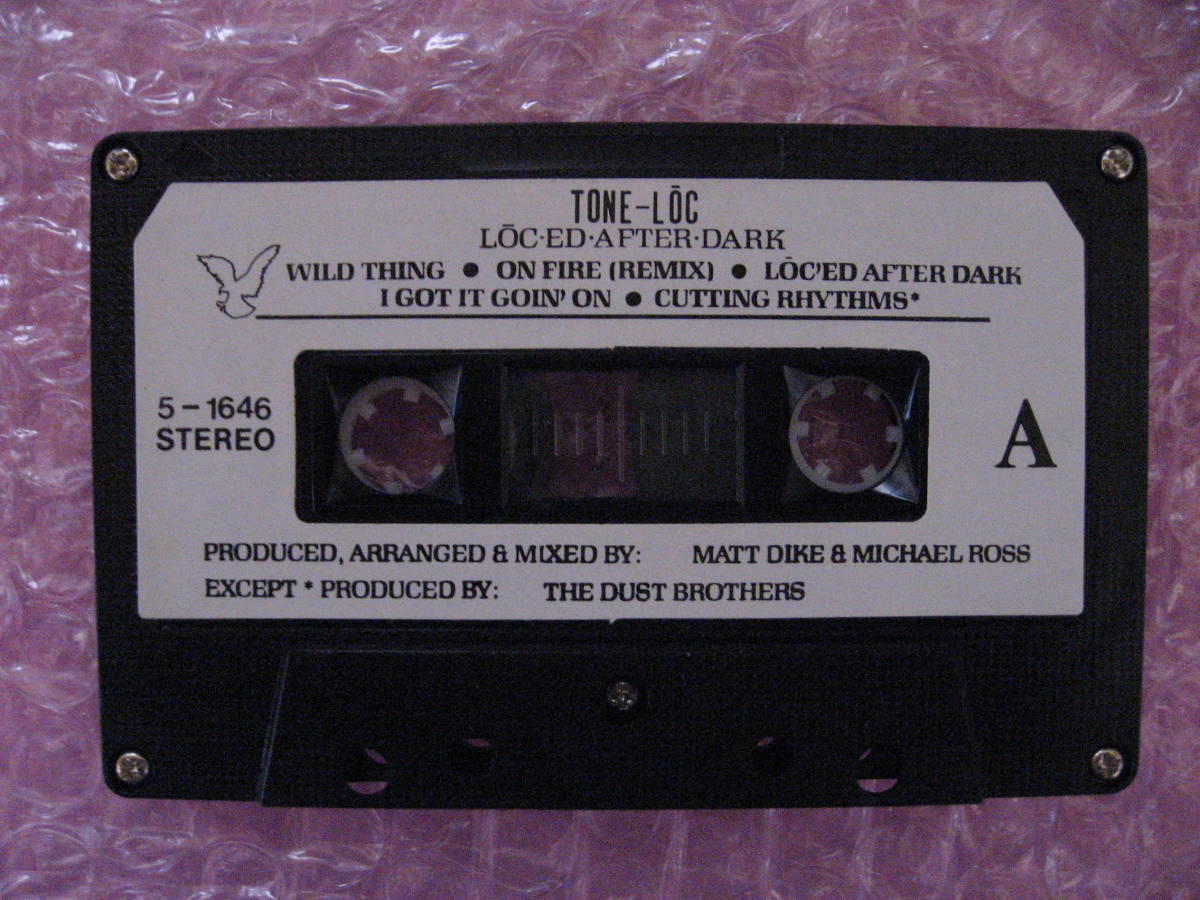 TONE-LŌC
LŌC·ED·AFTER·DARK
WILD THING ● ON FIRE (REMIX) ● LŌC'ED AFTER DARK
I GOT IT GOIN' ON ● CUTTING RHYTHMS*
5-1646
STEREO
A
PRODUCED, ARRANGED & MIXED BY: MATT DIKE & MICHAEL ROSS
EXCEPT * PRODUCED BY: THE DUST BROTHERS